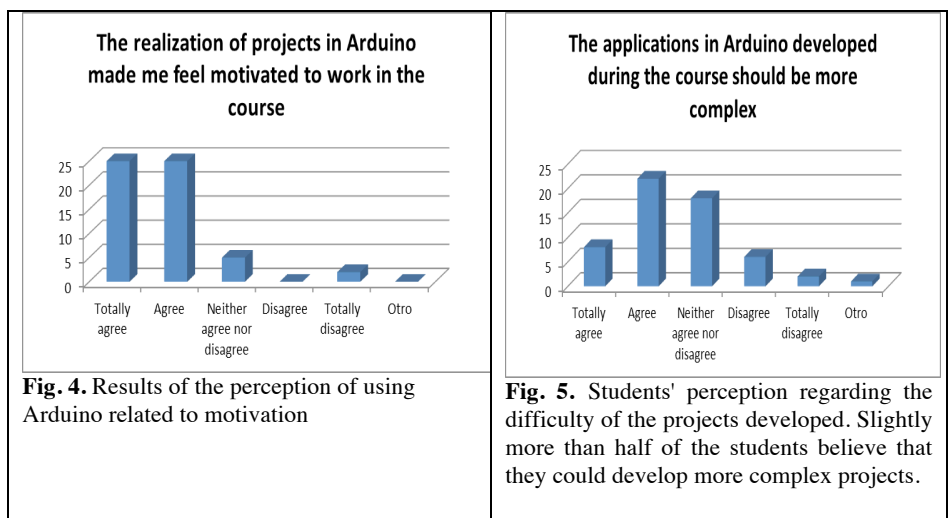 The realization of projects in Arduino
made me feel motivated to work in the
course
25
20
15
10
5
0
Totally agree
Agree
Neither agree nor disagree
Disagree
Totally disagree
Otro
Fig. 4. Results of the perception of using
Arduino related to motivation
The applications in Arduino developed
during the course should be more
complex
25
20
15
10
5
0
Totally agree
Agree
Neither agree nor disagree
Disagree
Totally disagree
Otro
Fig. 5. Students' perception regarding the
difficulty of the projects developed. Slightly
more than half of the students believe that
they could develop more complex projects.